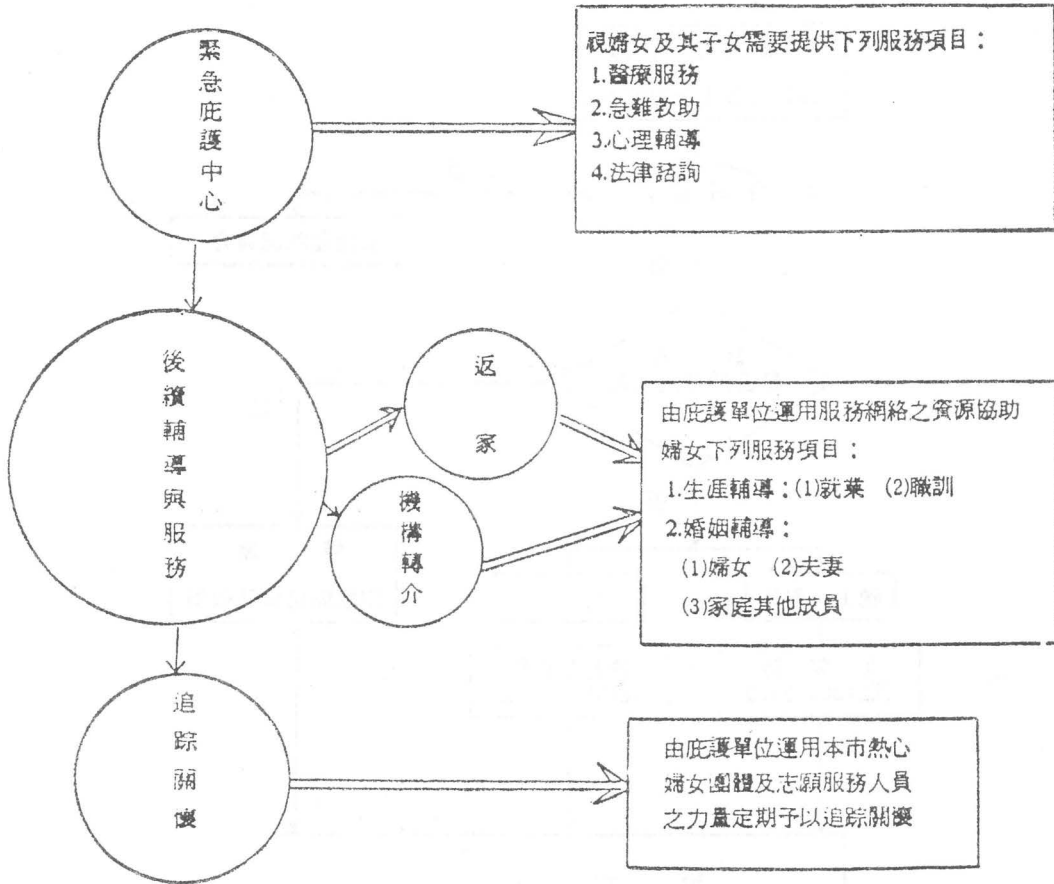 緊急庇護中心
視婦女及其子女需要提供下列服務項目：
1.醫療服務
2.急難救助
3.心理輔導
4.法律諮詢
後續輔導與服務
返家
機構轉介
由庇護單位運用服務網絡之資源協助
婦女下列服務項目：
1.生涯輔導：(1)就業 (2)職訓
2.婚姻輔導：
(1)婦女 (2)夫妻
(3)家庭其他成員
追踪關懷
由庇護單位運用本市熱心
婦女團體及志願服務人員
之力量定期予以追踪關懷